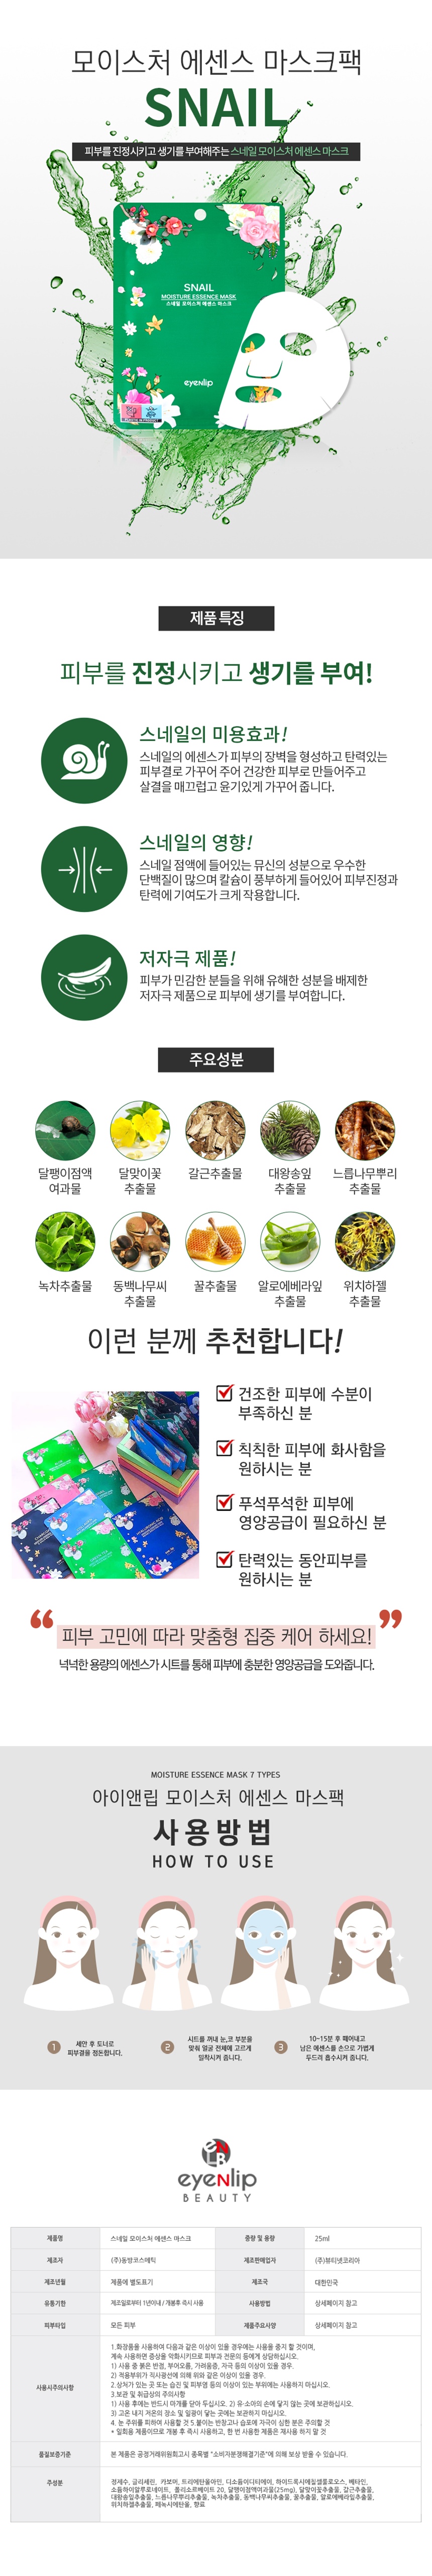 모이스처 에센스 마스크팩
SNAIL
피부를 진정시키고 생기를 부여해주는 스네일 모이스처 에센스 마스크
SNAIL
MOISTURE ESSENCE MASK
스네일 모이스처 에센스 마스크
eyeNlip
제품 특징
피부를 진정시키고 생기를 부여!
스네일의 미용효과!
스네일의 에센스가 피부의 장벽을 형성하고 탄력있는
피부결로 가꾸어 주어 건강한 피부로 만들어주고
살결을 매끄럽고 윤기있게 가꾸어 줍니다.
스네일의 영향!
스네일 점액에 들어있는 뮤신의 성분으로 우수한
단백질이 많으며 칼슘이 풍부하게 들어있어 피부진정과
탄력에 기여도가 크게 작용합니다.
저자극 제품!
피부가 민감한 분들을 위해 유해한 성분을 배제한
저자극 제품으로 피부에 생기를 부여합니다.
주요성분
달팽이점액 달맞이꽃 갈근추출물 대왕송잎 느릅나무뿌리
여과물 추출물 추출물 추출물
녹차추출물 동백나무씨 꿀추출물 알로에베라잎 위치하젤
추출물 추출물 추출물
이런 분께 추천합니다!
건조한 피부에 수분이
부족하신 분
칙칙한 피부에 화사함을
원하시는 분
푸석푸석한 피부에
영양공급이 필요하신 분
탄력있는 동안피부를
원하시는 분
“ 피부 고민에 따라 맞춤형 집중 케어 하세요! ”
넉넉한 용량의 에센스가 시트를 통해 피부에 충분한 영양공급을 도와줍니다.
MOISTURE ESSENCE MASK 7 TYPES
아이앤립 모이스처 에센스 마스팩
사용방법
HOW TO USE
1 세안 후 토너로
피부결을 정돈합니다.
2 시트를 꺼내 눈,코 부분을
맞춰 얼굴 전체에 고르게
밀착시켜 줍니다.
3 10~15분 후 떼어내고
남은 에센스를 손으로 가볍게
두드려 흡수시켜 줍니다.
eNLB
eyeNlip
BEAUTY
제품명 스네일 모이스처 에센스 마스크 중량 및 용량 25ml
제조자 (주)동방코스메틱 제조판매업자 (주)뷰티넷코리아
제조년월 제품에 별도표기 제조국 대한민국
유통기한 제조일로부터 1년이내 / 개봉후 즉시 사용 사용방법 상세페이지 참고
피부타입 모든 피부 제품주요사양 상세페이지 참고
사용시주의사항
1.화장품을 사용하여 다음과 같은 이상이 있을 경우에는 사용을 중지 할 것이며,
계속 사용하면 증상을 악화시키므로 피부과 전문의 등에게 상담하십시오.
1) 사용 중 붉은 반점, 부어오름, 가려움증, 자극 등의 이상이 있을 경우.
2) 적용부위가 직사광선에 의해 위와 같은 이상이 있을 경우.
2.상처가 있는 곳 또는 습진 및 피부염 등의 이상이 있는 부위에는 사용하지 마십시오.
3.보관 및 취급상의 주의사항
1) 사용 후에는 반드시 마개를 닫아 두십시오. 2) 유·소아의 손에 닿지 않는 곳에 보관하십시오.
3) 고온 내지 저온의 장소 및 일광이 닿는 곳에는 보관하지 마십시오.
4. 눈 주위를 피하여 사용할 것 5.붙이는 반창고나 습포에 자극이 심한 분은 주의할 것
* 일회용 제품이므로 개봉 후 즉시 사용하고, 한 번 사용한 제품은 재사용 하지 말 것
품질보증기준 본 제품은 공정거래위원회고시 종목별 "소비자분쟁해결기준"에 의해 보상 받을 수 있습니다.
주성분
정제수, 글리세린, 카보머, 트리에탄올아민, 디소듐이디티에이, 하이드록시에칠셀룰로오스, 베타인,
소듐하이알루로네이트, 폴리소르베이트 20, 달팽이점액여과물(25mg), 달맞이꽃추출물, 갈근추출물,
대왕송잎추출물, 느릅나무뿌리추출물, 녹차추출물, 동백나무씨추출물, 꿀추출물, 알로에베라잎추출물,
위치하젤추출물, 페녹시에탄올, 향료